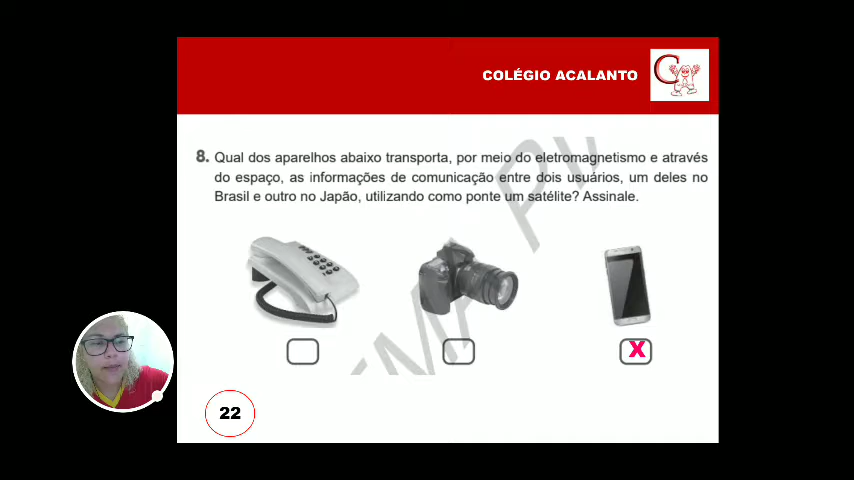 COLÉGIO ACALANTO
C
8. Qual dos aparelhos abaixo transporta, por meio do eletromagnetismo e através
do espaço, as informações de comunicação entre dois usuários, um deles no
Brasil e outro no Japão, utilizando como ponte um satélite? Assinale.
X
22